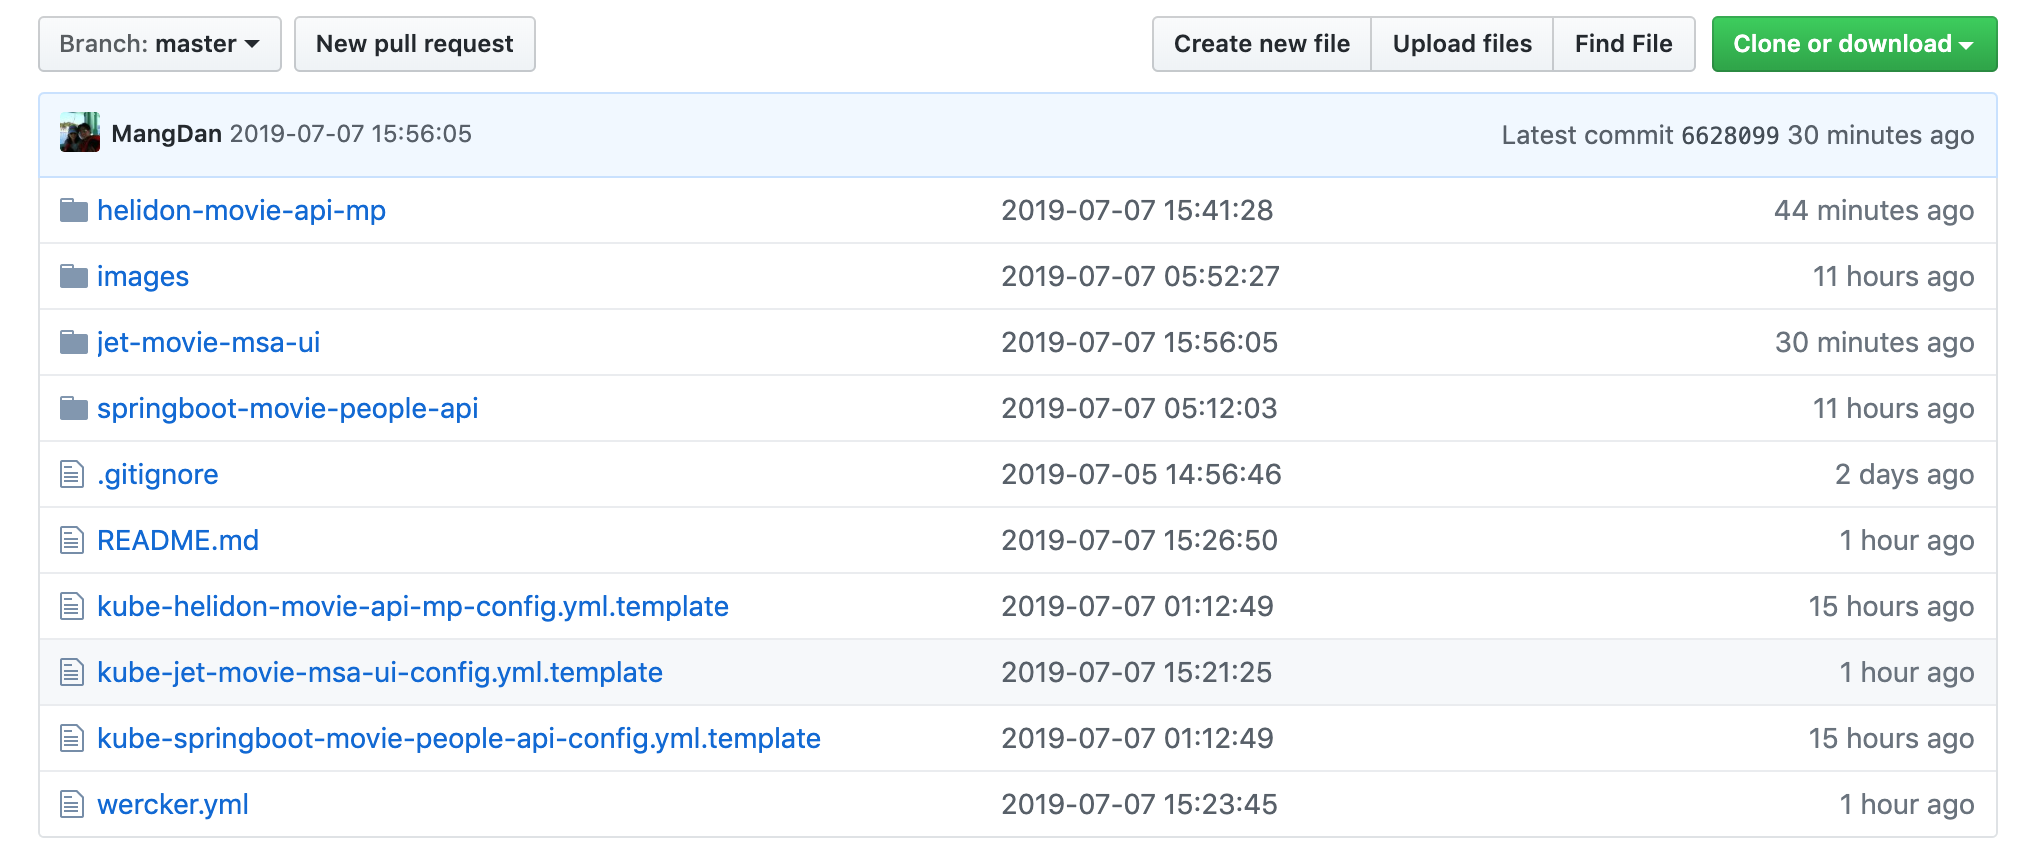 Branch: master New pull request Create new file Upload files Find File Clone or download
MangDan 2019-07-07 15:56:05 Latest commit 6628099 30 minutes ago
helidon-movie-api-mp 2019-07-07 15:41:28 44 minutes ago
images 2019-07-07 05:52:27 11 hours ago
jet-movie-msa-ui 2019-07-07 15:56:05 30 minutes ago
springboot-movie-people-api 2019-07-07 05:12:03 11 hours ago
.gitignore 2019-07-05 14:56:46 2 days ago
README.md 2019-07-07 15:26:50 1 hour ago
kube-helidon-movie-api-mp-config.yml.template 2019-07-07 01:12:49 15 hours ago
kube-jet-movie-msa-ui-config.yml.template 2019-07-07 15:21:25 1 hour ago
kube-springboot-movie-people-api-config.yml.template 2019-07-07 01:12:49 15 hours ago
wercker.yml 2019-07-07 15:23:45 1 hour ago